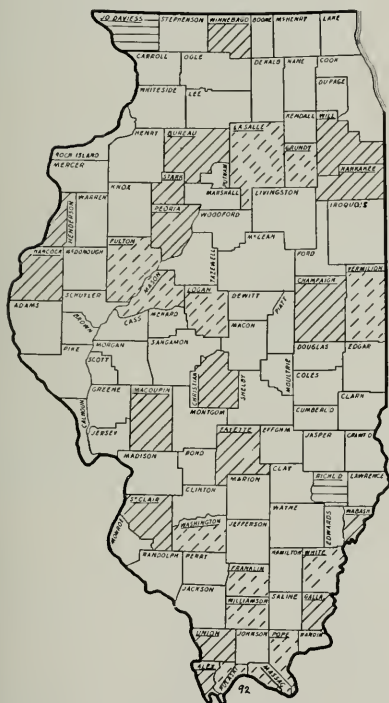 JO DAVIESS STEPHENSON WINNEBAGO BOONE McHENRY LAKE
CARROLL OGLE DEKALB KANE COOK
DUPAGE
WHITESIDE LEE
KENDALL WILL
HENRY BUREAU LASALLE GRUNDY
ROCK ISLAND
MERCER
PUTNAM
STARK KANKAKEE
KNOX MARSHALL LIVINGSTON
HENDERSON WARREN PEORIA WOODFORD IROQUOIS
HANCOCK McDONOUGH FULTON TAZEWELL McLEAN FORD
MASON
ADAMS SCHUYLER LOGAN DEWITT CHAMPAIGN VERMILION
BROWN CASS MENARD PIATT
MACON
PIKE MORGAN SANGAMON DOUGLAS EDGAR
SCOTT CHRISTIAN SHELBY MOULTRIE COLES
GREENE MACOUPIN CLARK
CALHOUN JERSEY MONTGOM CUMBERL'D
FAYETTE EFFGHM JASPER CRAWF'D
MADISON BOND CLAY
RICHL'D LAWRENCE
CLINTON MARION
St CLAIR WAYNE EDWARDS WABASH
MONROE WASHINGTON JEFFERSON
RANDOLPH PERRY HAMILTON WHITE
FRANKLIN
JACKSON WILLIAMSON SALINE GALLA
UNION JOHNSON POPE HARDIN
ALEX PULASKI MASSAC
92